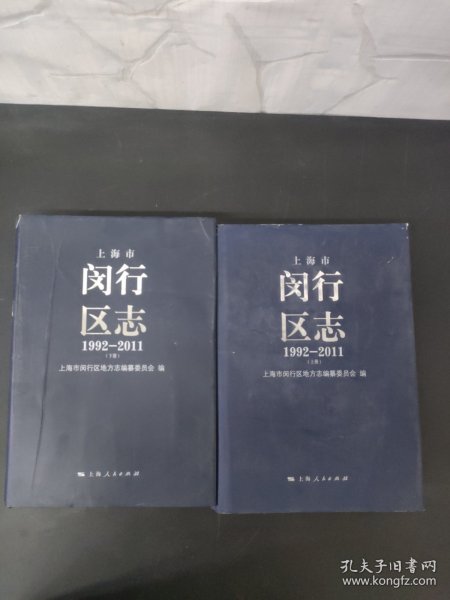 上海市
闵行
区志
1992—2011
（下册）
上海市闵行区地方志编纂委员会 编
上海人民出版社
上海市
闵行
区志
1992—2011
（上册）
上海市闵行区地方志编纂委员会 编
上海人民出版社
孔夫子旧书网
www.kongfz.com